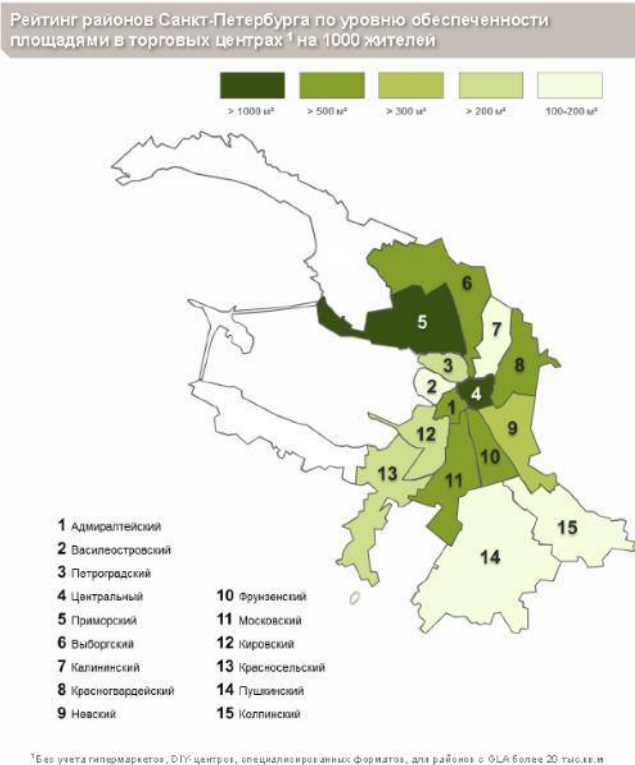 Рейтинг районов Санкт-Петербурга по уровню обеспеченности
площадями в торговых центрах ¹ на 1000 жителей
> 1000 м² > 500 м² > 300 м² > 200 м² 100-200 м²
6
5
7
3
8
2
4
1
9
12
10
13
11
15
14
1 Адмиралтейский
2 Василеостровский
3 Петроградский
4 Центральный
5 Приморский
6 Выборгский
7 Калининский
8 Красногвардейский
9 Невский
10 Фрунзенский
11 Московский
12 Кировский
13 Красносельский
14 Пушкинский
15 Колпинский
¹Без учета гипермаркетов, DIY-центров, специализированных форматов, для районов с GLA более 20 тыс.кв.м